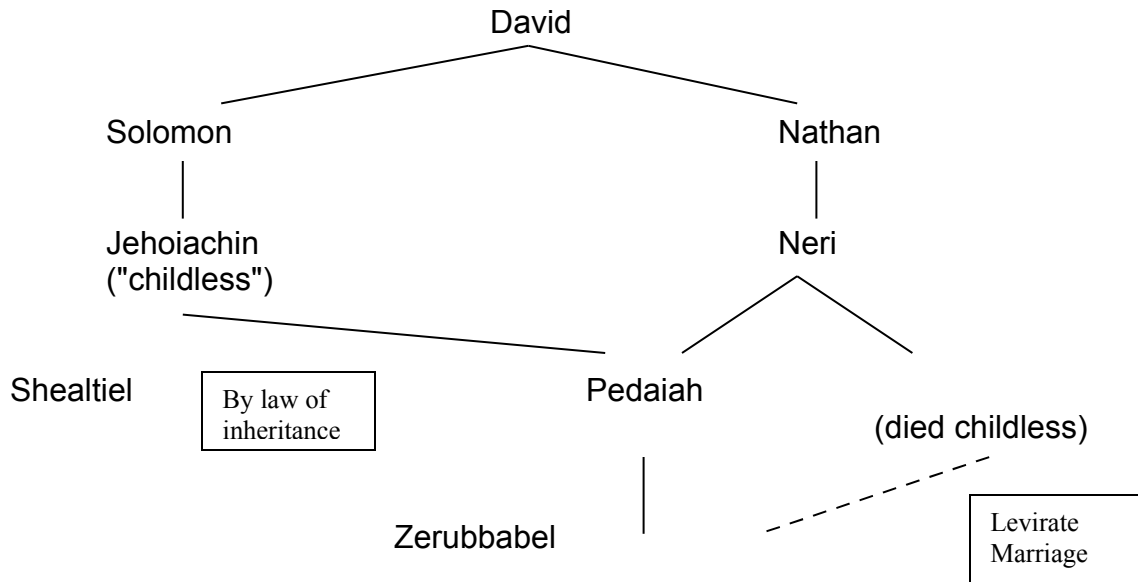 David
Solomon
Nathan
Jehoiachin
("childless")
Neri
Shealtiel
By law of
inheritance
Pedaiah
(died childless)
Zerubbabel
Levirate
Marriage